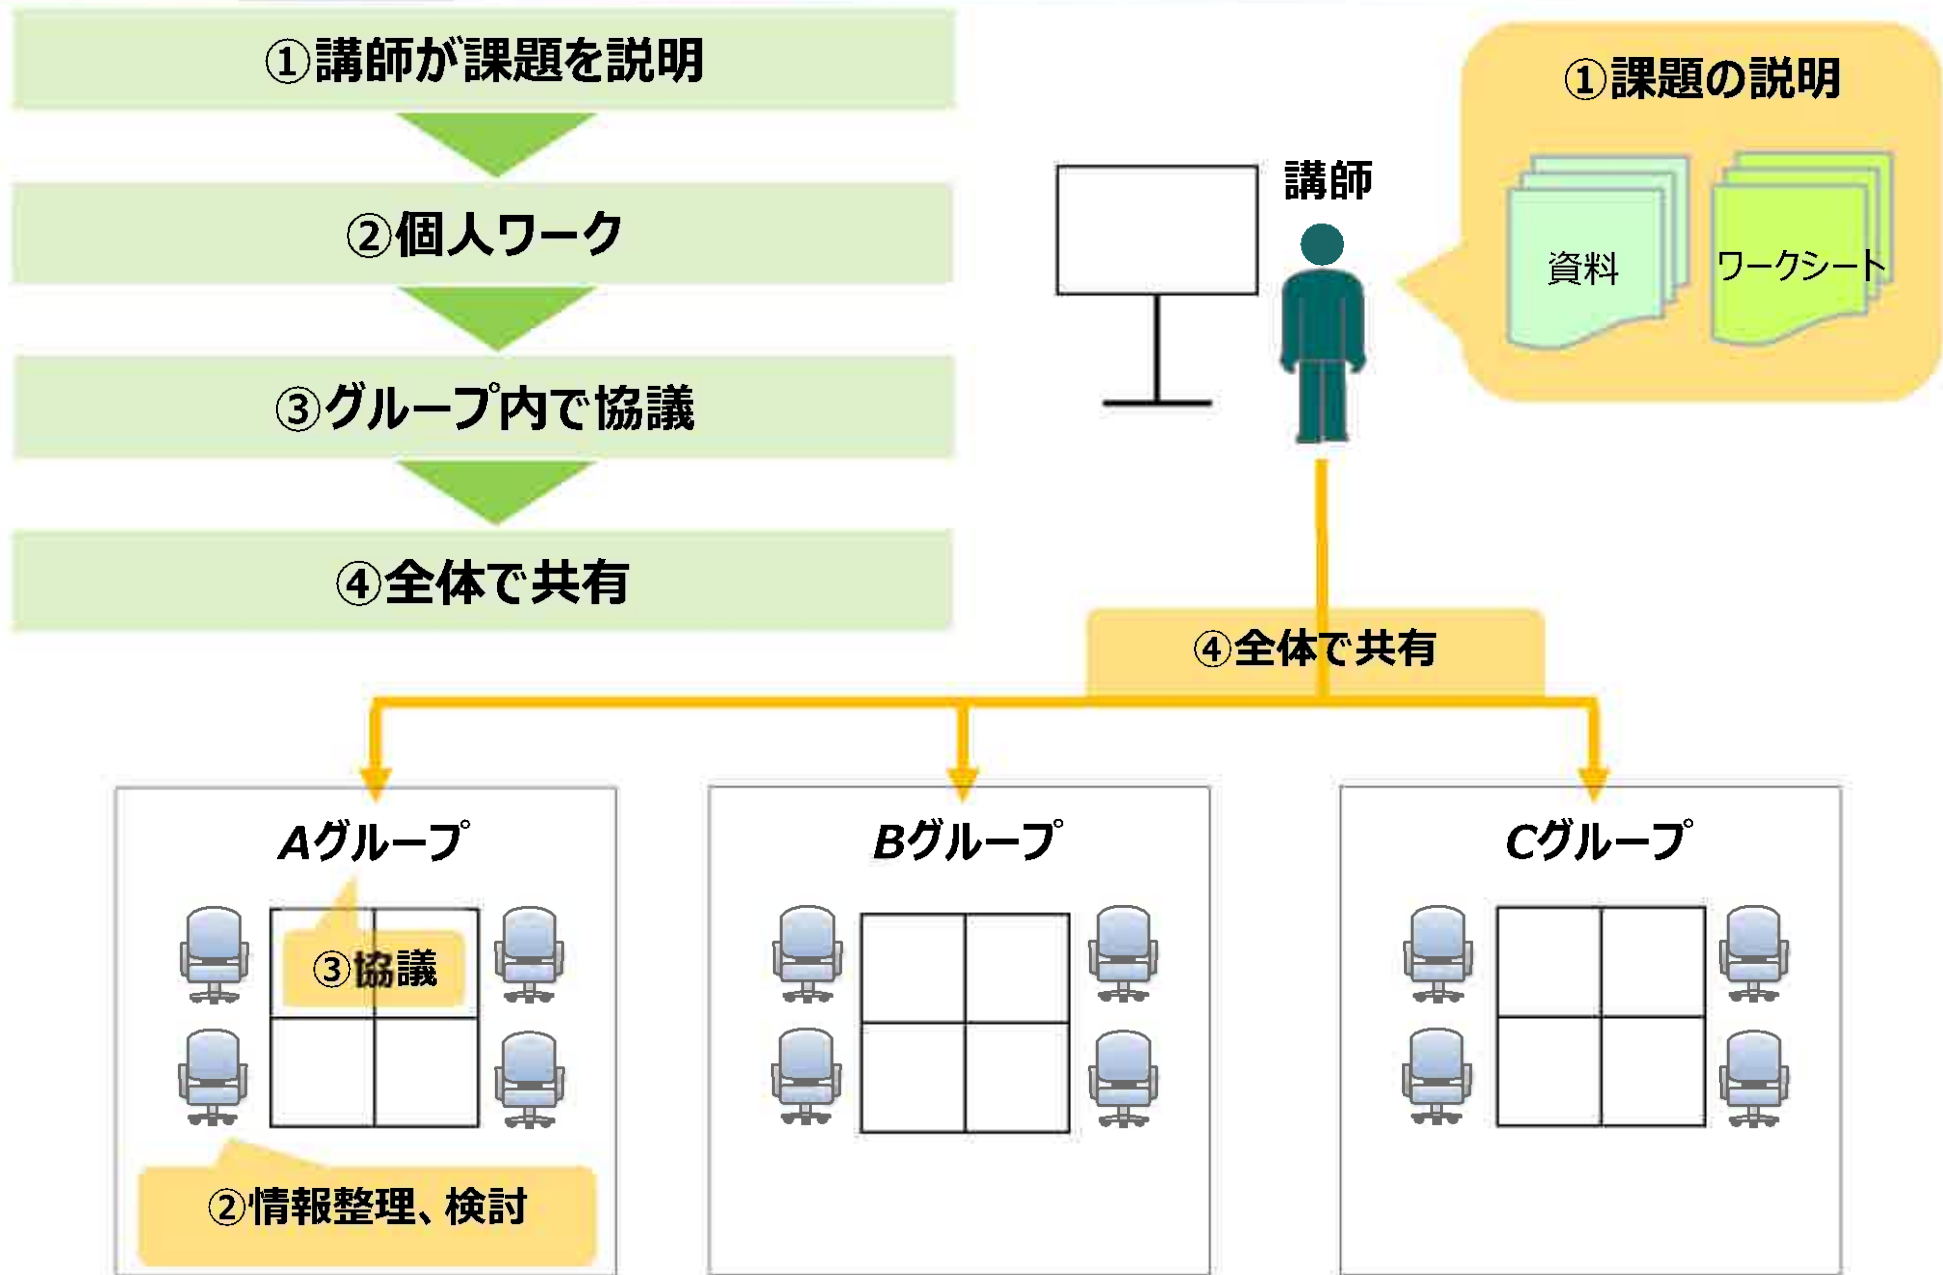 ①講師が課題を説明
②個人ワーク
③グループ内で協議
④全体で共有
①課題の説明
講師
資料
ワークシート
④全体で共有
Aグループ
Bグループ
Cグループ
③協議
②情報整理、検討